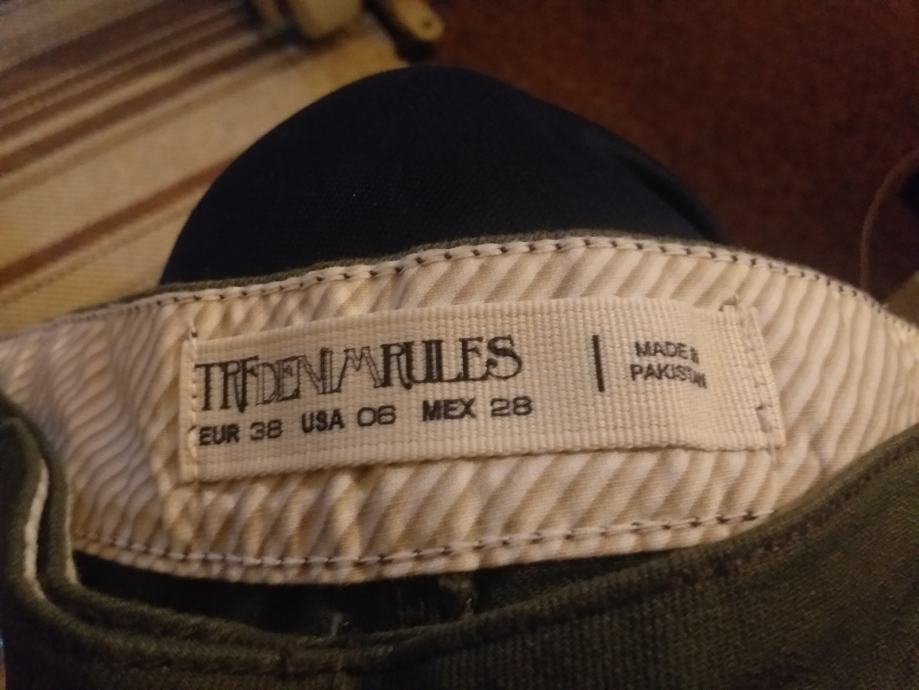 TRFDENIMRULES
EUR 38 USA 06 MEX 28
MADE IN
PAKISTAN